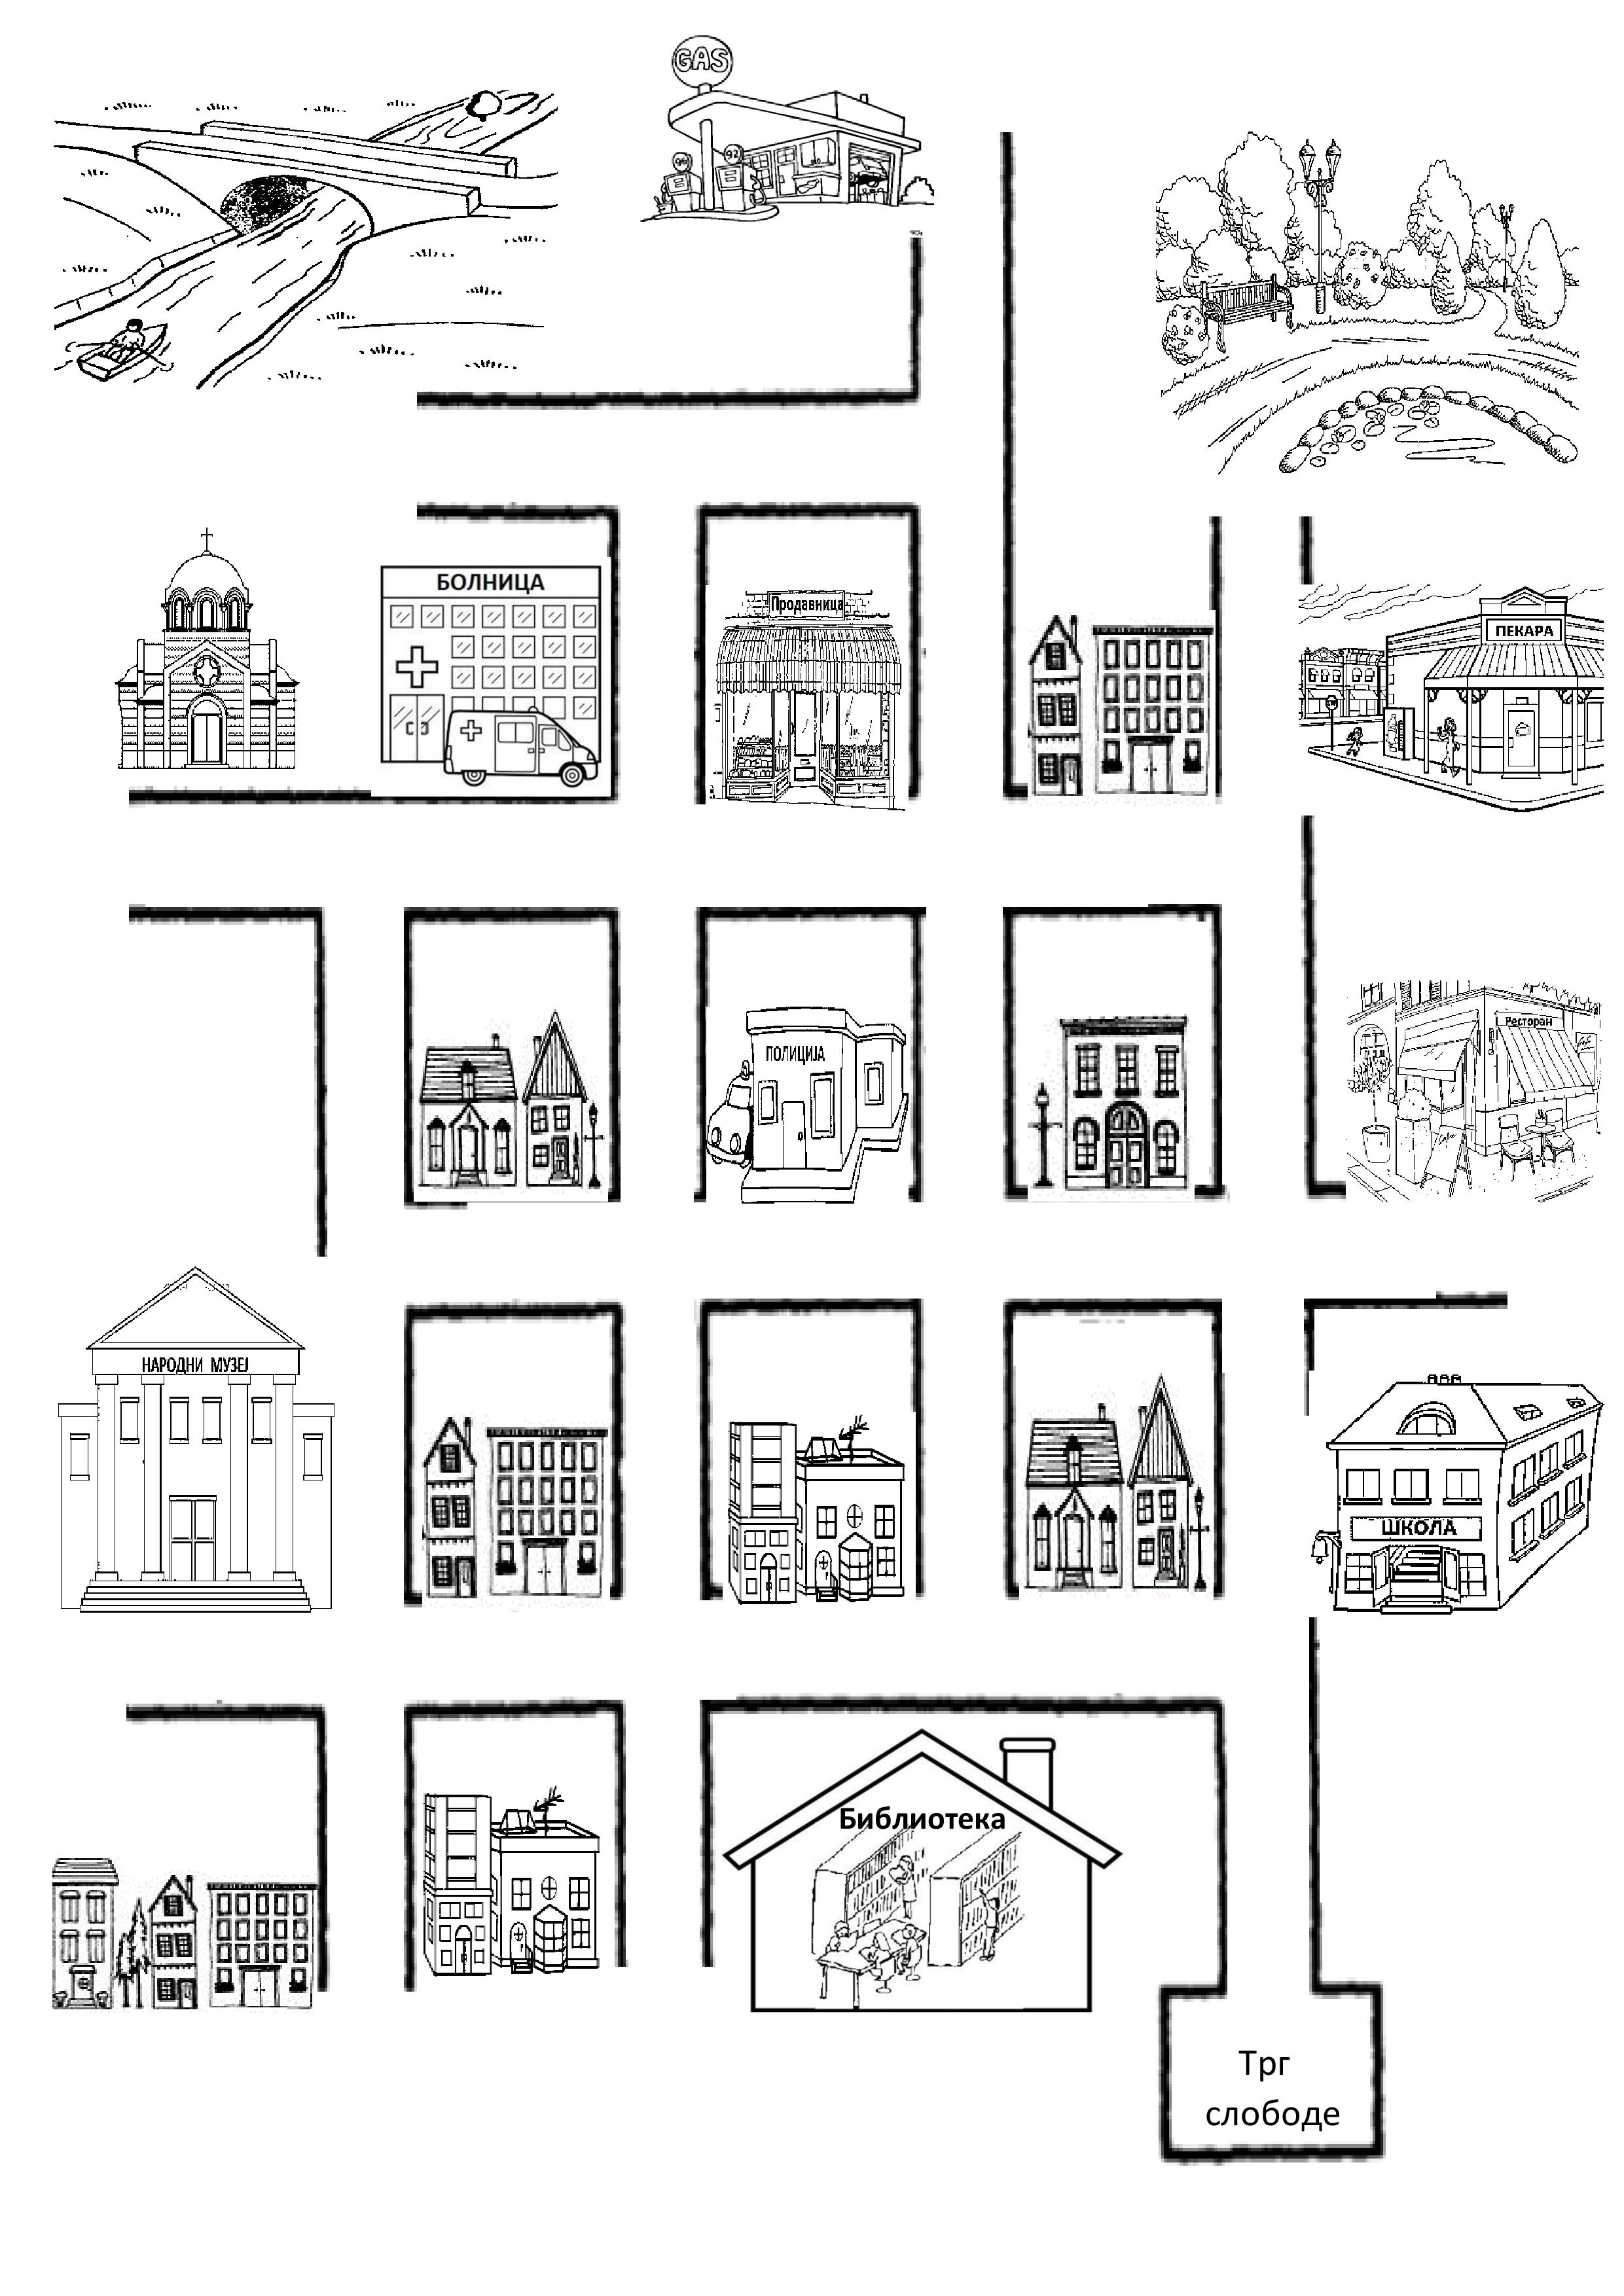 GAS
96
92
БОЛНИЦА
Продавница
ПЕКАРА
ПОЛИЦИЈА
Ресторан
НАРОДНИ МУЗЕЈ
ШКОЛА
Библиотека
Трг
слободе